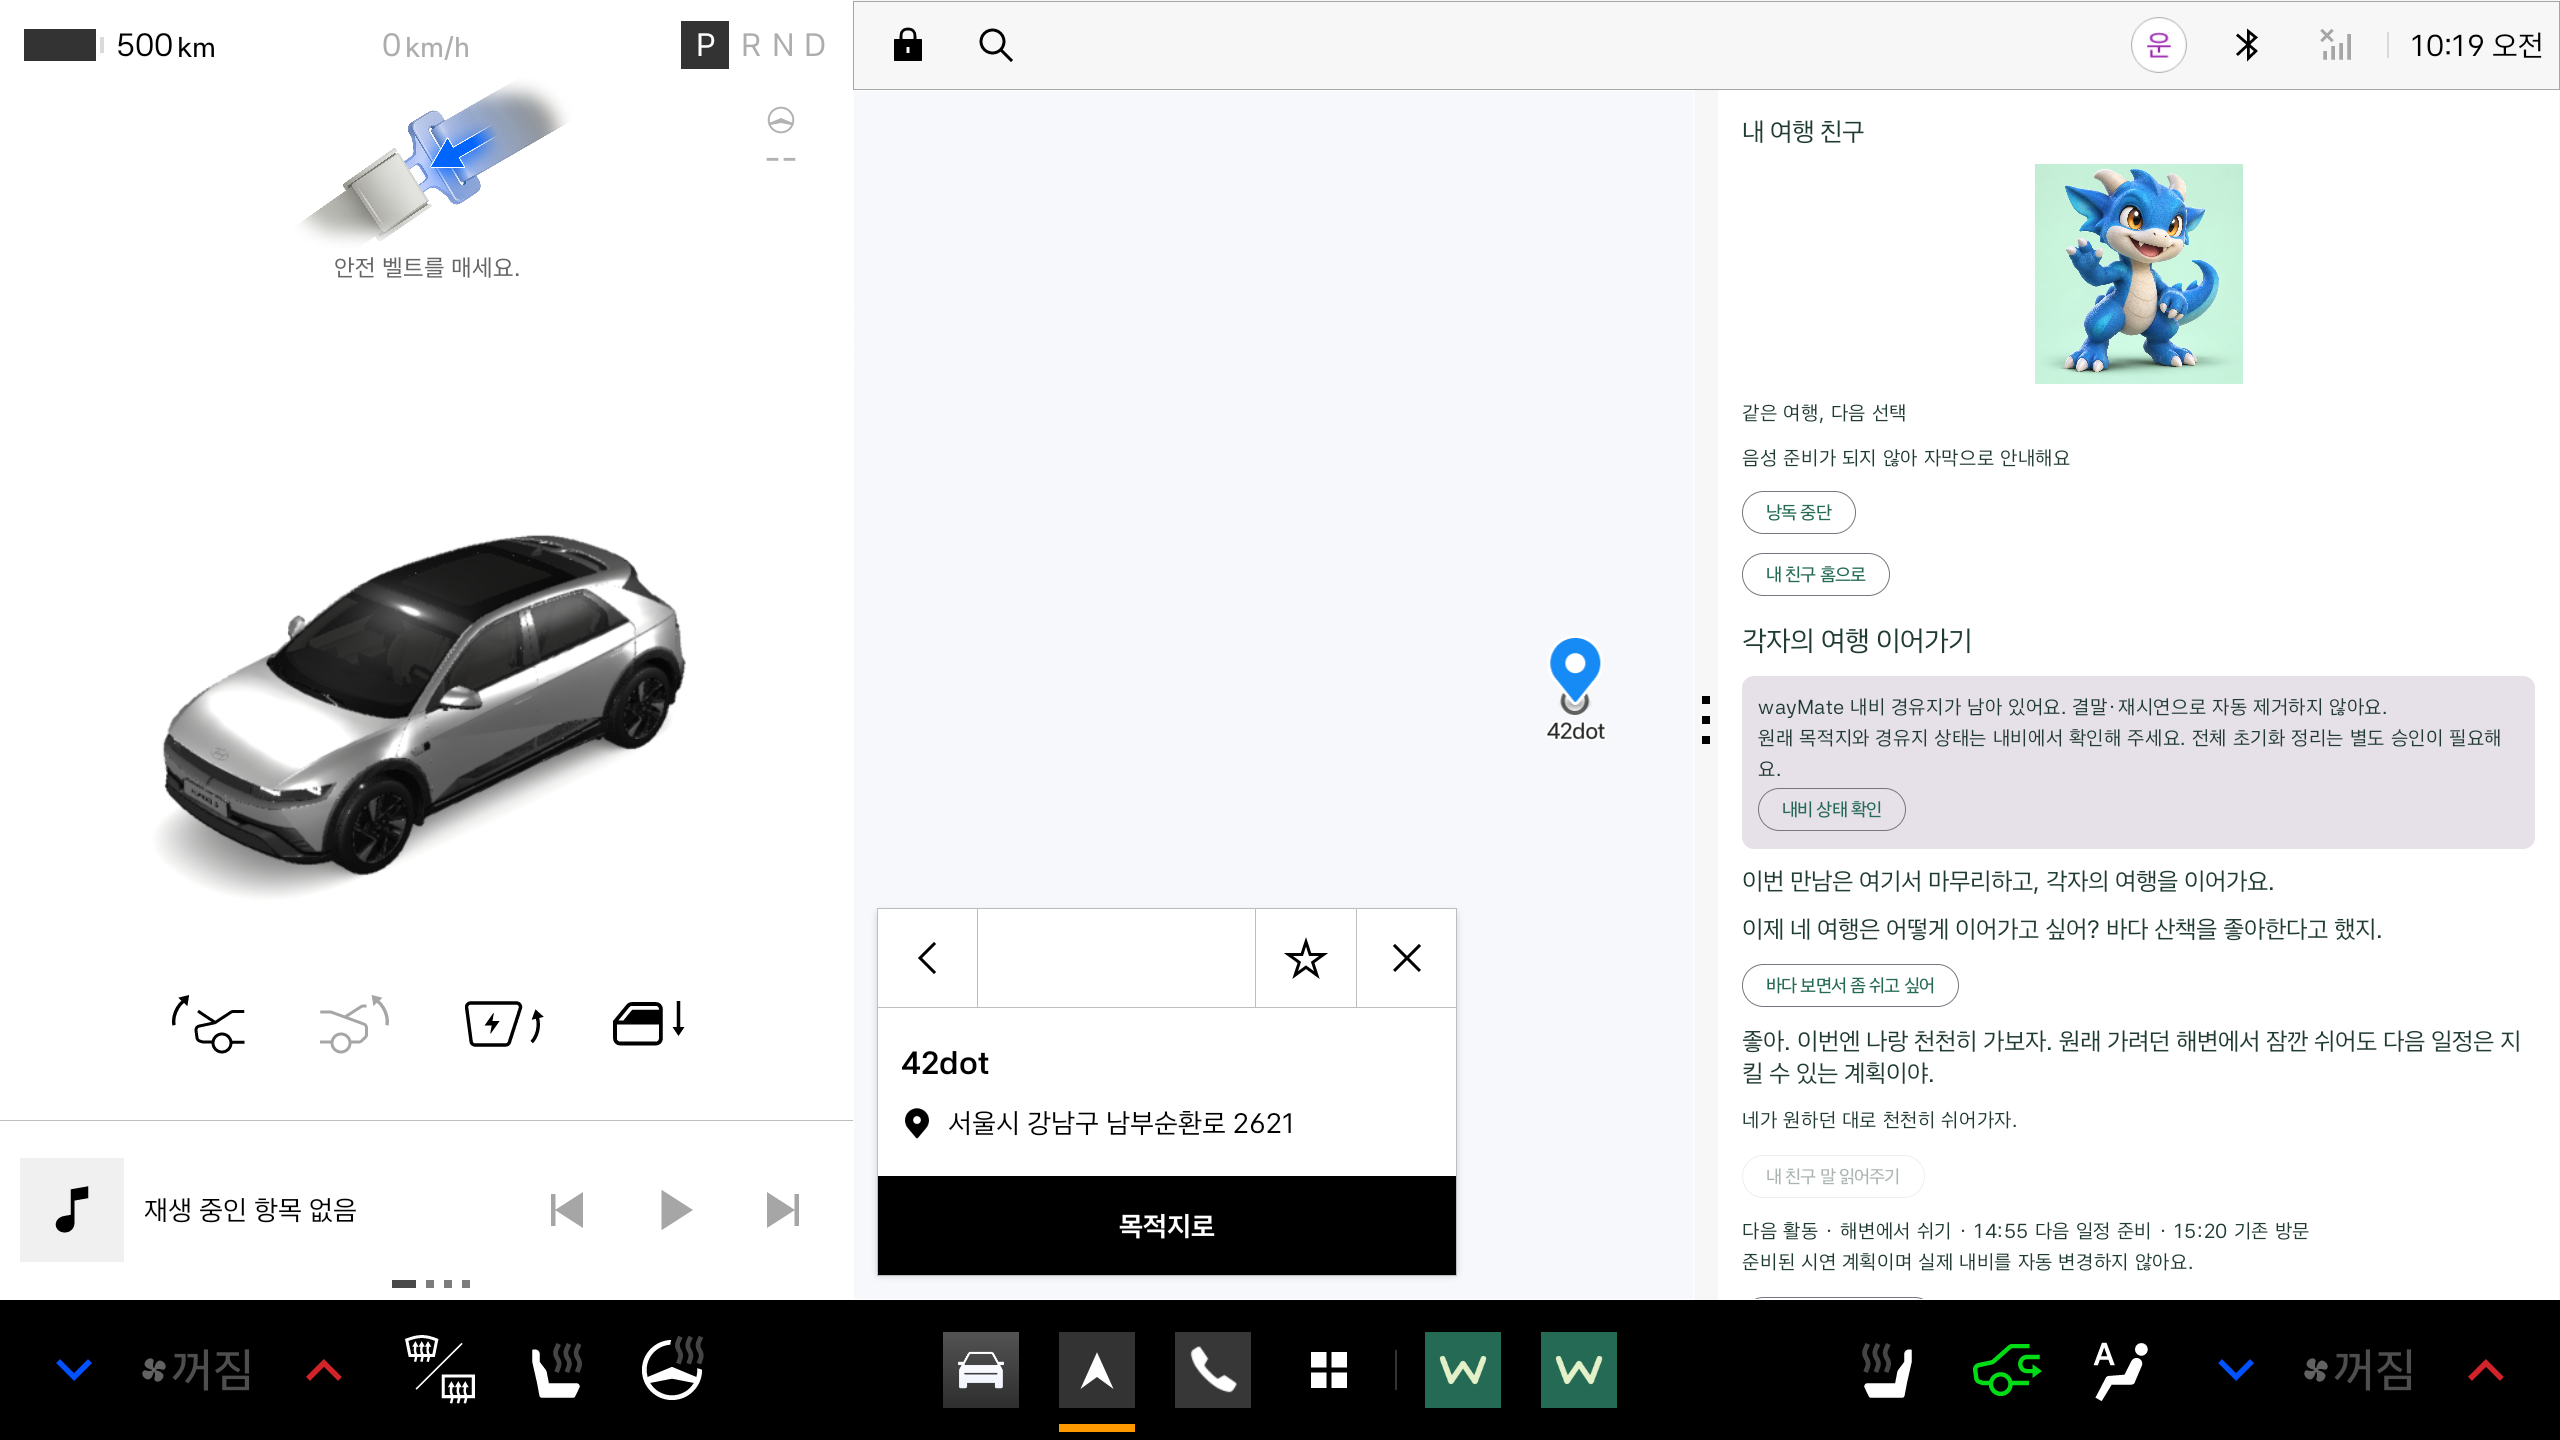 500 km
0 km/h
P R N D
안전 벨트를 매세요.
재생 중인 항목 없음
운
10:19 오전
42dot
42dot
서울시 강남구 남부순환로 2621
목적지로
내 여행 친구
같은 여행, 다음 선택
음성 준비가 되지 않아 자막으로 안내해요
낭독 중단
내 친구 홈으로
각자의 여행 이어가기
wayMate 내비 경유지가 남아 있어요. 결말·재시연으로 자동 제거하지 않아요.
원래 목적지와 경유지 상태는 내비에서 확인해 주세요. 전체 초기화 정리는 별도 승인이 필요해
요.
내비 상태 확인
이번 만남은 여기서 마무리하고, 각자의 여행을 이어가요.
이제 네 여행은 어떻게 이어가고 싶어? 바다 산책을 좋아한다고 했지.
바다 보면서 좀 쉬고 싶어
좋아. 이번엔 나랑 천천히 가보자. 원래 가려던 해변에서 잠깐 쉬어도 다음 일정은 지
킬 수 있는 계획이야.
네가 원하던 대로 천천히 쉬어가자.
내 친구 말 읽어주기
다음 활동 · 해변에서 쉬기 · 14:55 다음 일정 준비 · 15:20 기존 방문
준비된 시연 계획이며 실제 내비를 자동 변경하지 않아요.
꺼짐
W
W
A
꺼짐